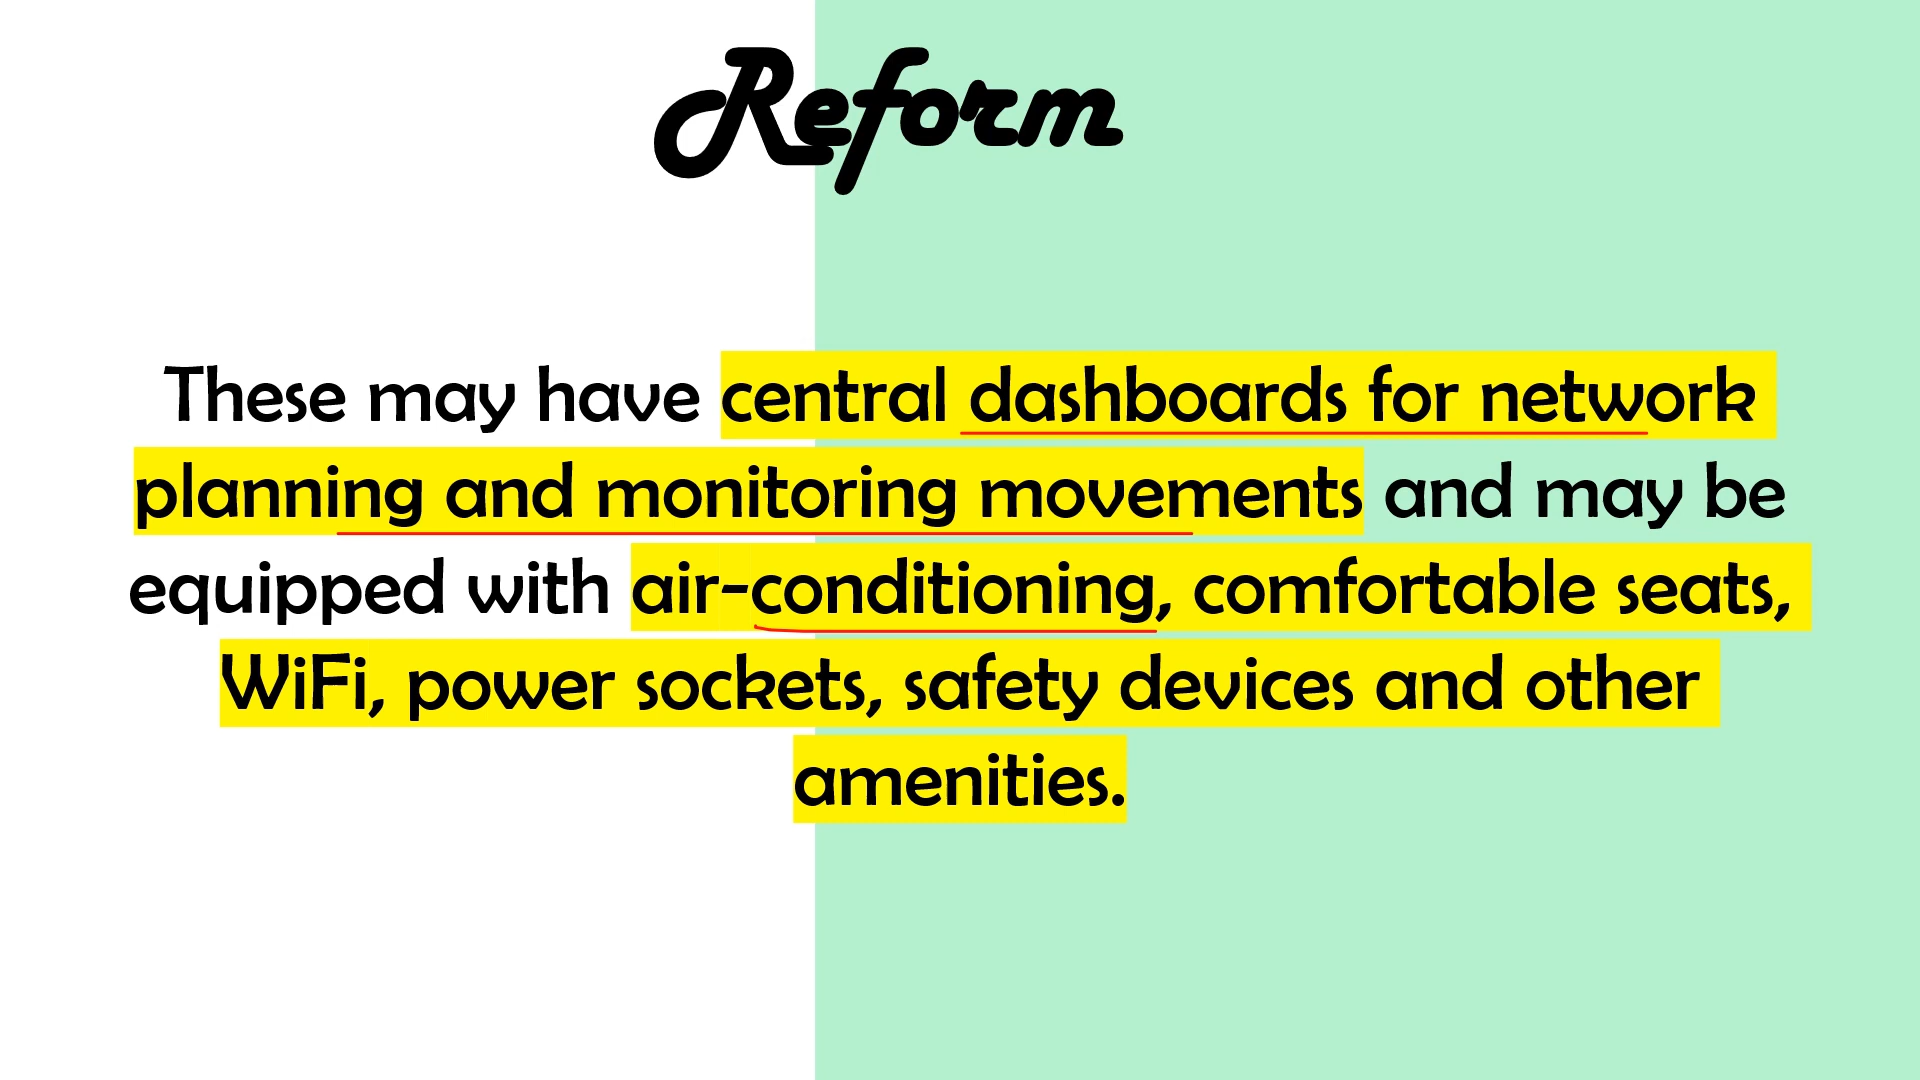 Reform
These may have central dashboards for network
planning and monitoring movements and may be
equipped with air-conditioning, comfortable seats,
WiFi, power sockets, safety devices and other
amenities.